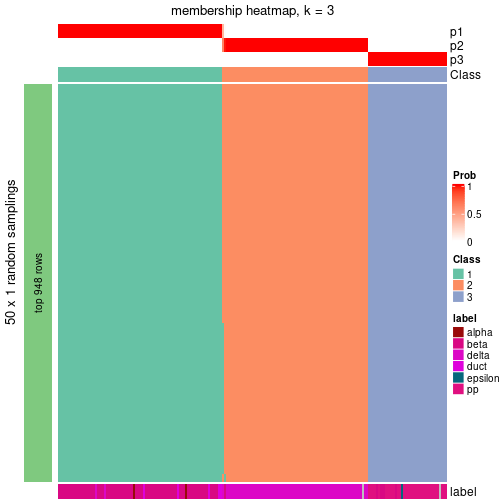 membership heatmap, k = 3
p1
p2
p3
Class
50 x 1 random samplings
top 948 rows
Prob
1
0.5
0
Class
1
2
3
label
alpha
beta
delta
duct
epsilon
pp
label